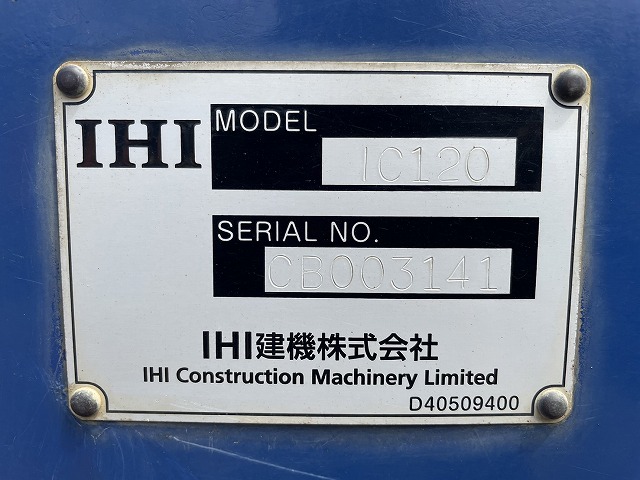 IHI
MODEL
IC120
SERIAL NO.
CB003141
IHI建機株式会社
IHI Construction Machinery Limited
D40509400